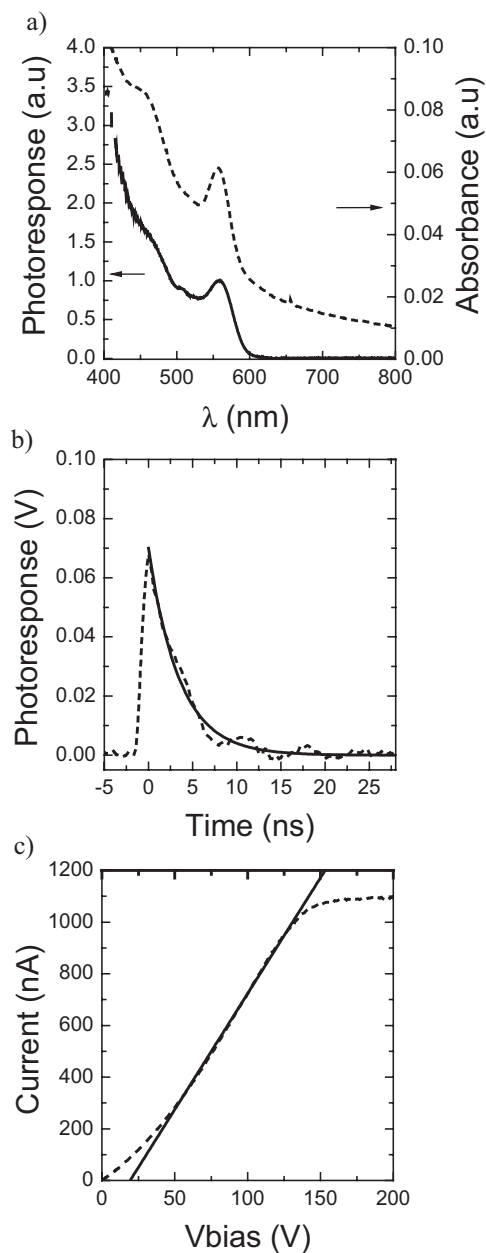 a)
4.0
3.5
3.0
2.5
2.0
1.5
1.0
0.5
0.0
Photoresponse (a.u)
0.10
0.08
0.06
0.04
0.02
0.00
Absorbance (a.u)
400 500 600 700 800
λ (nm)
b)
0.10
0.08
0.06
0.04
0.02
0.00
Photoresponse (V)
-5 0 5 10 15 20 25
Time (ns)
c)
1200
1000
800
600
400
200
0
Current (nA)
0 50 100 150 200
Vbias (V)